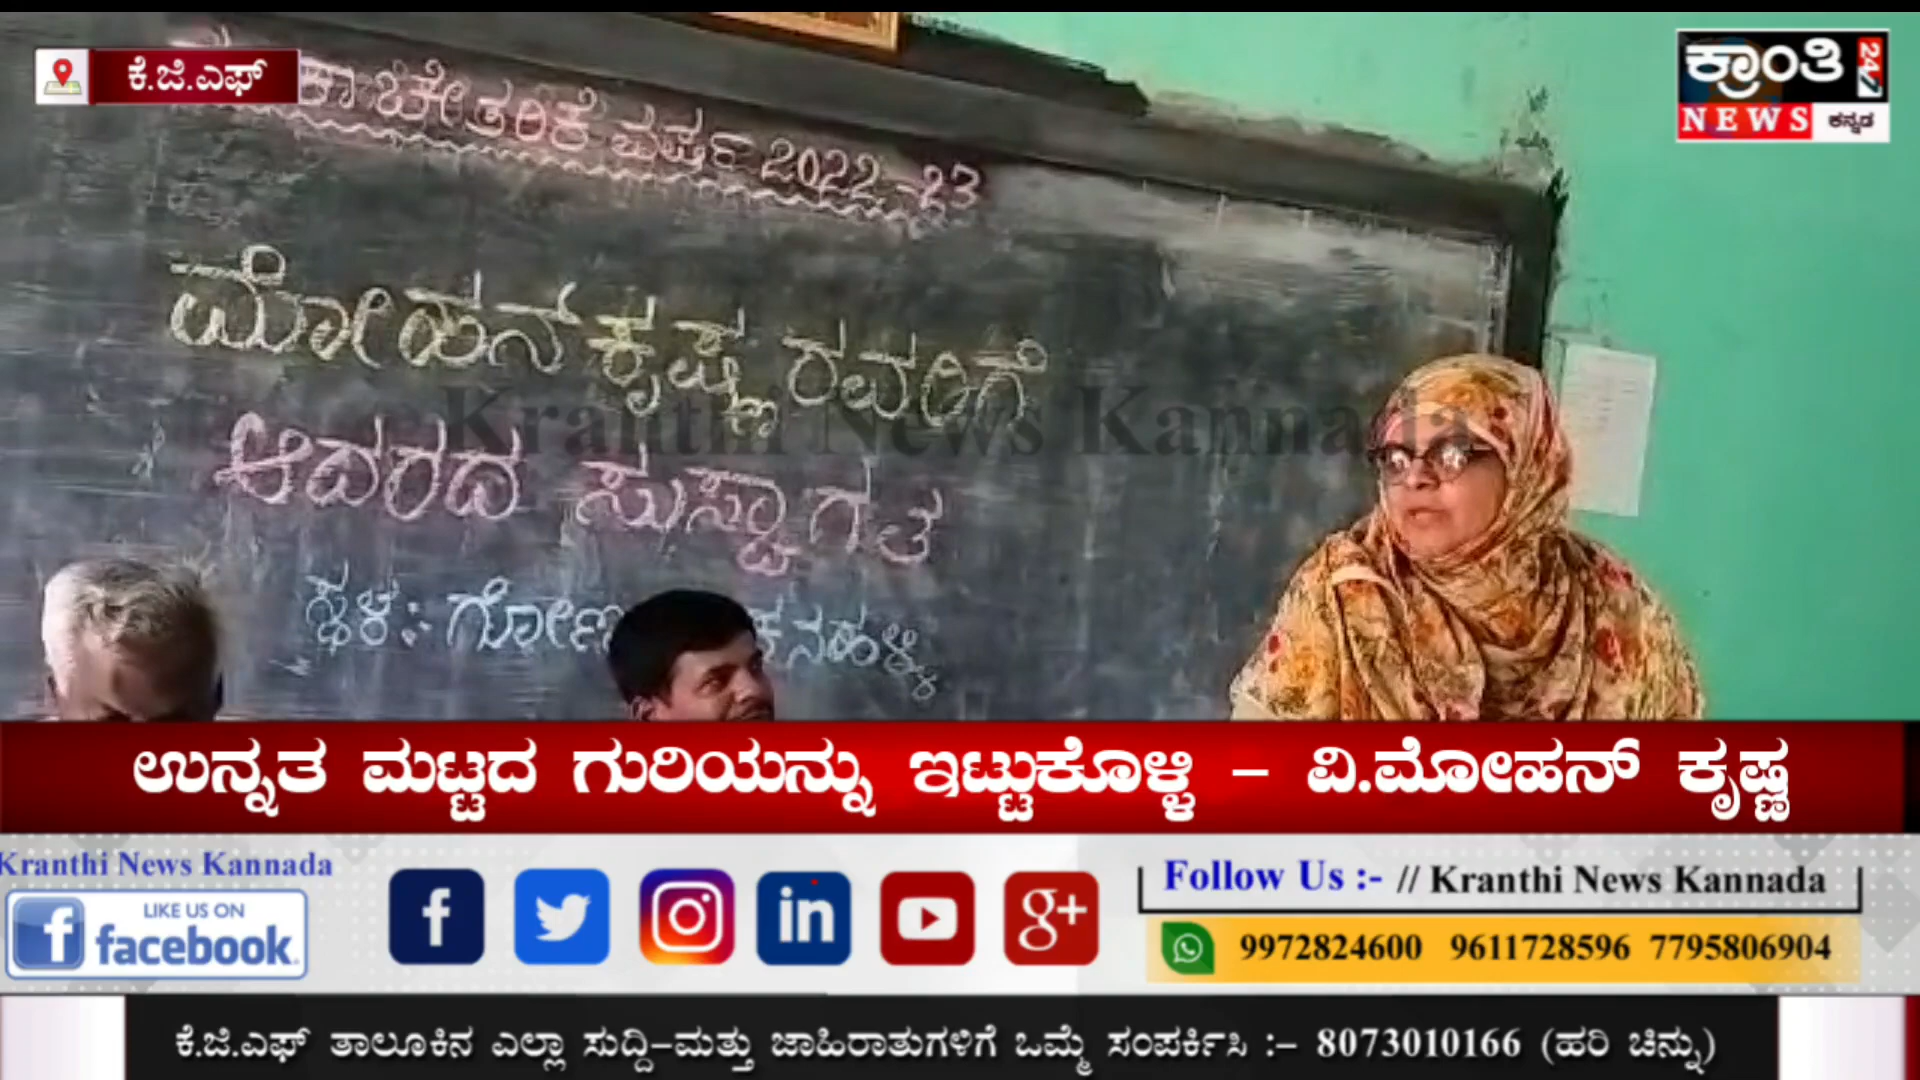 ಕೆ.ಜಿ.ಎಫ್
ಕ್ರಾಂತಿ
24/7
NEWS ಕನ್ನಡ
ಚೇತರಿಕೆ ವರ್ಷ 2022-23
ಮೋಹನ್ ಕೃಷ್ಣ ರವರಿಗೆ
Kranthi News Kannada
ಆದರದ ಸುಸ್ವಾಗತ
ಸ್ಥಳ:-
ಉನ್ನತ ಮಟ್ಟದ ಗುರಿಯನ್ನು ಇಟ್ಟುಕೊಳ್ಳಿ – ವಿ.ಮೋಹನ್ ಕೃಷ್ಣ
Kranthi News Kannada
LIKE US ON
facebook.
Follow Us :- // Kranthi News Kannada
9972824600 9611728596 7795806904
ಕೆ.ಜಿ.ಎಫ್ ತಾಲೂಕಿನ ಎಲ್ಲಾ ಸುದ್ದಿ-ಮತ್ತು ಜಾಹಿರಾತುಗಳಿಗೆ ಒಮ್ಮೆ ಸಂಪರ್ಕಿಸಿ :- 8073010166 (ಹರಿ ಚಿನ್ನು)